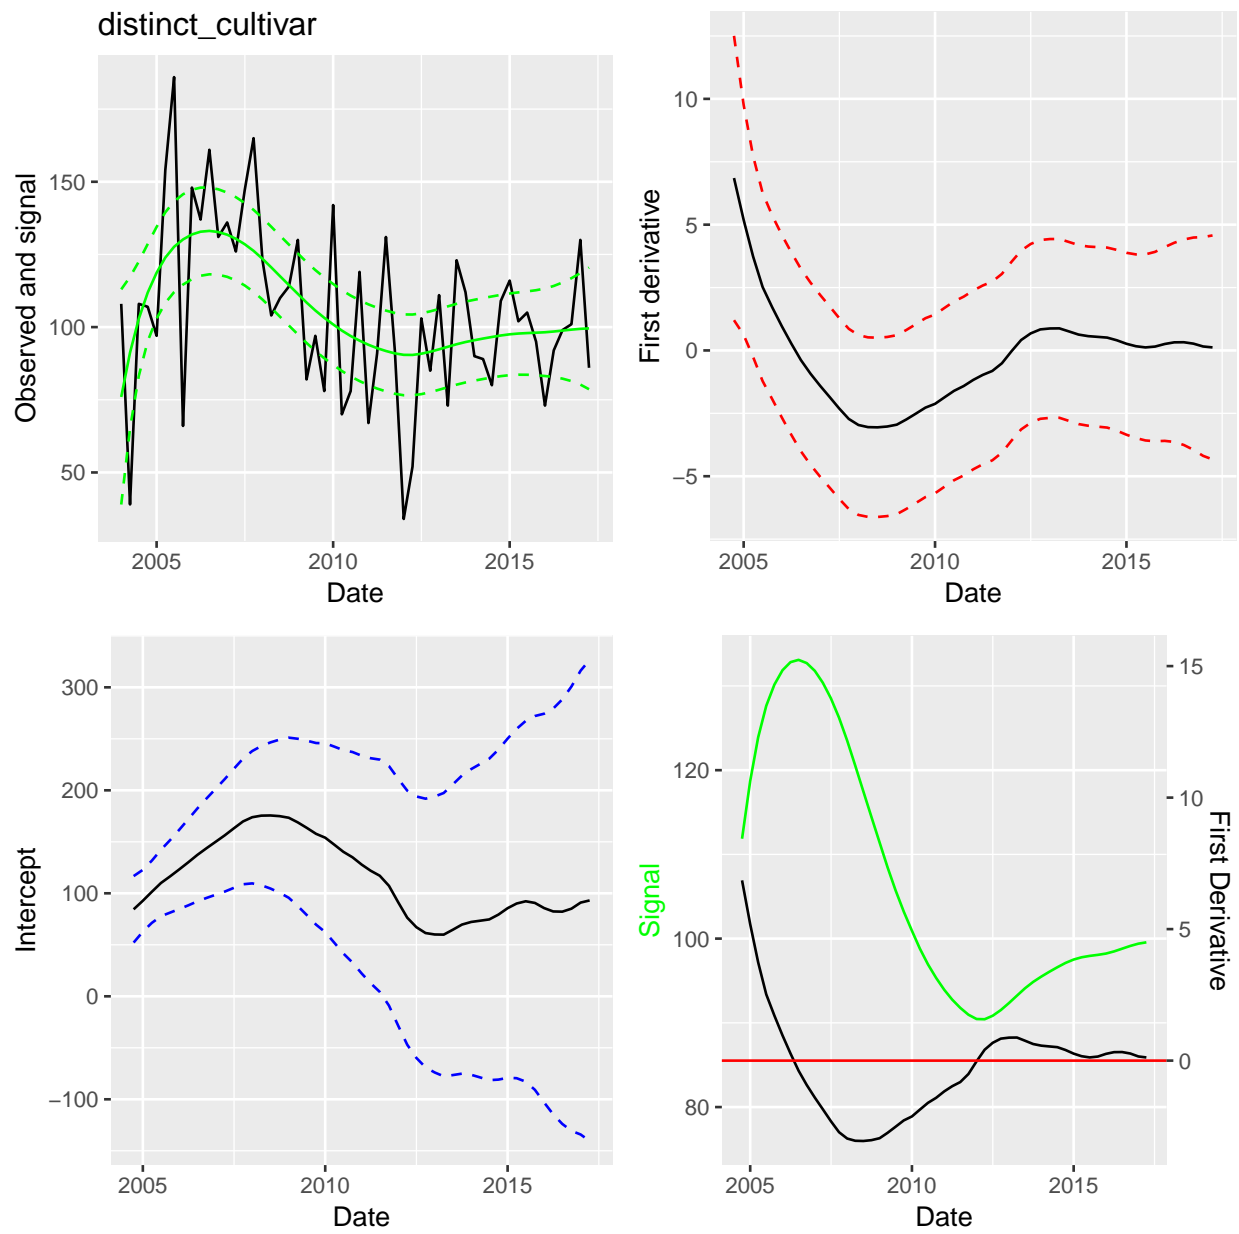 distinct_cultivar
Observed and signal
150
100
50
2005 2010 2015
Date
First derivative
10
5
0
−5
2005 2010 2015
Date
Intercept
300
200
100
0
−100
2005 2010 2015
Date
Signal
120
100
80
15
10
5
0
First Derivative
2005 2010 2015
Date